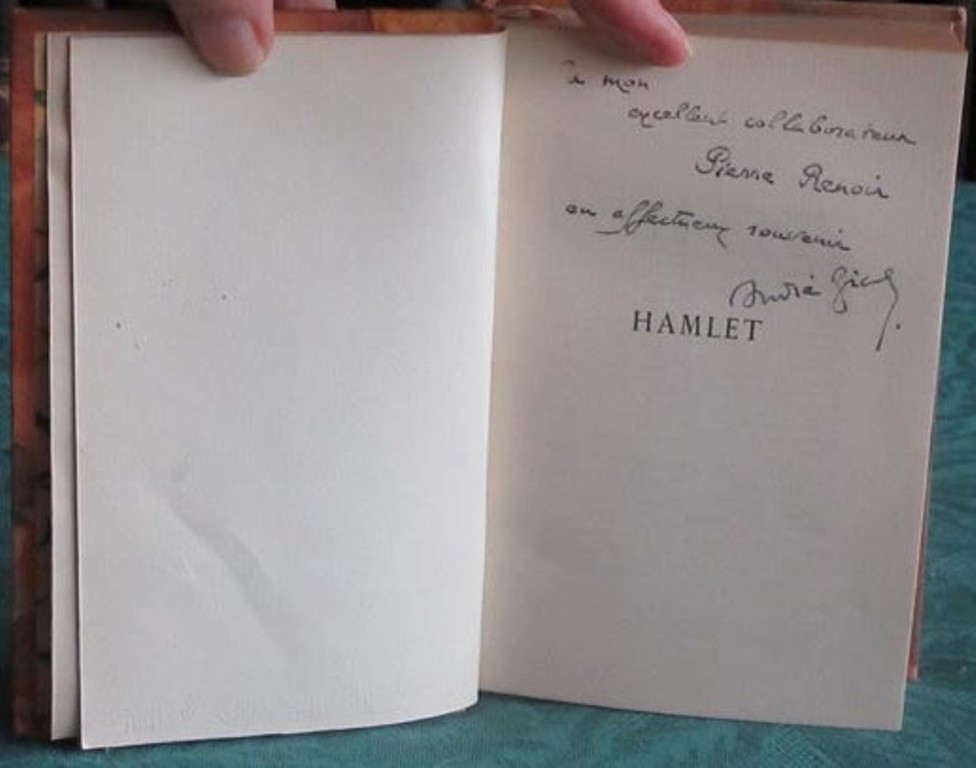 à mon
excellent collaborateur
Pierre Renoir
en affectueux souvenir
André Gide.
HAMLET